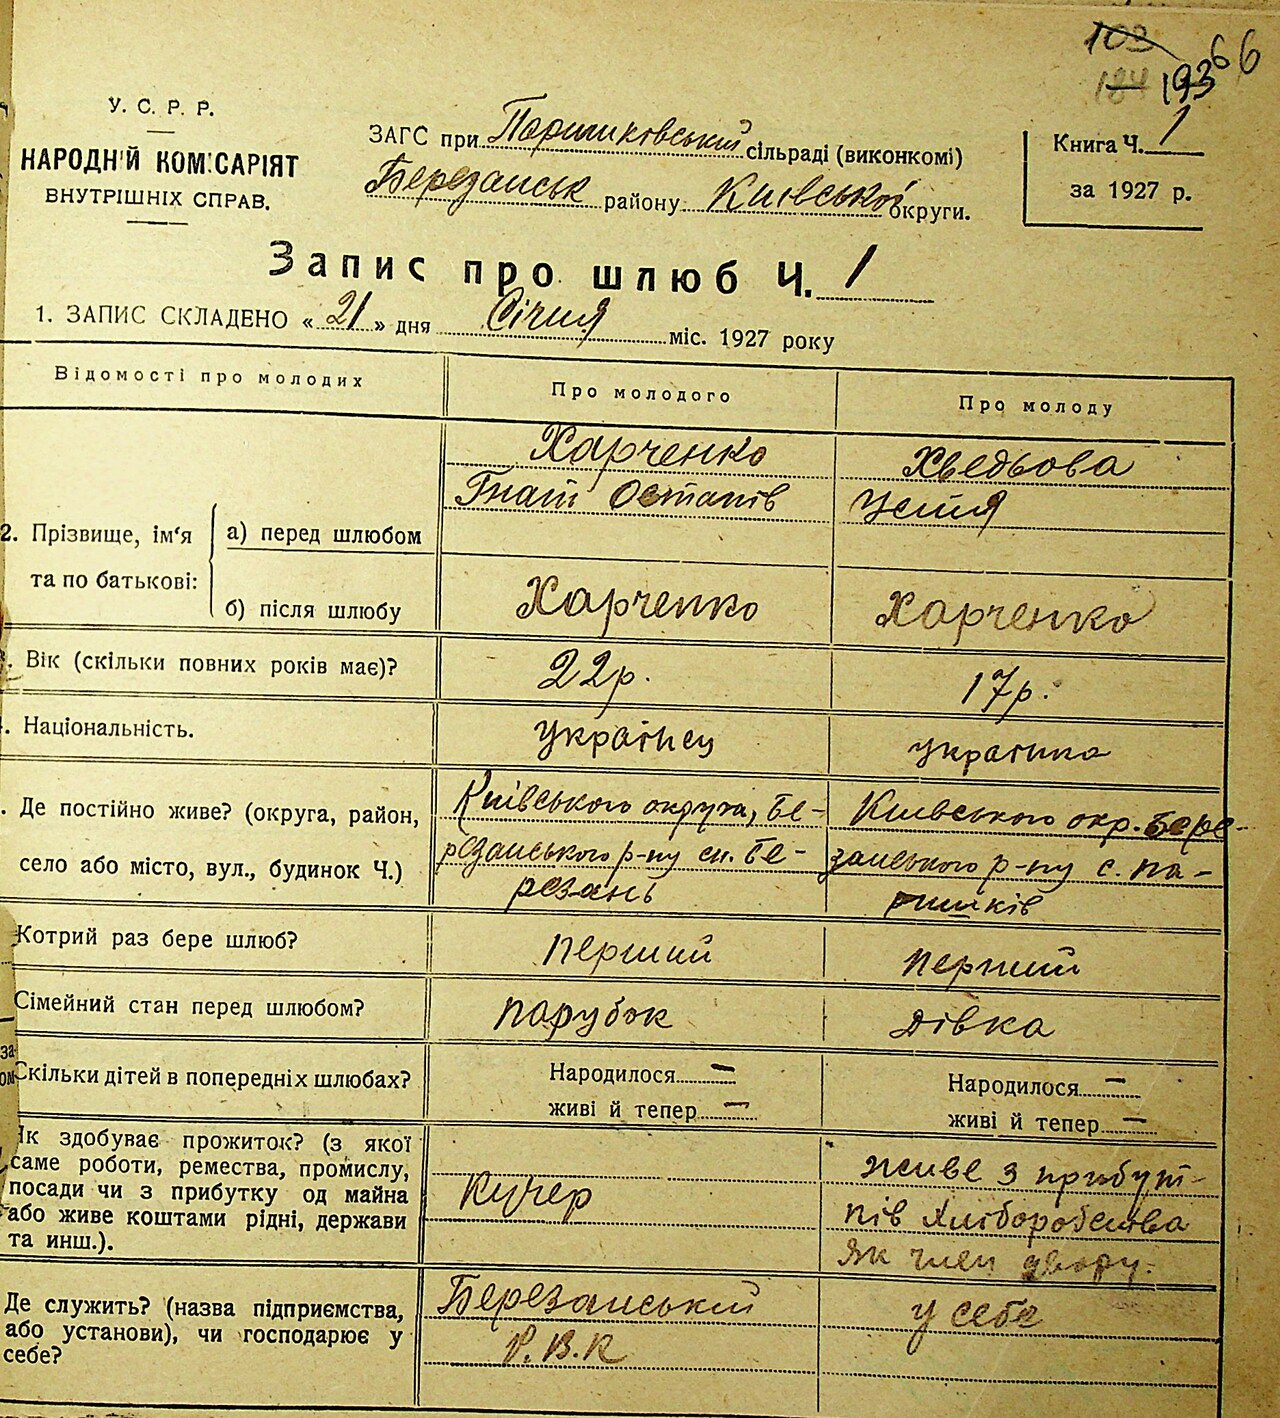 103
184 193 66
У. С. Р. Р.
НАРОДНІЙ КОМІСАРІЯТ
ВНУТРІШНІХ СПРАВ.
ЗАГС при Паришківський сільраді (виконкомі)
Березанськ району Київської округи.
Книга Ч. 1
за 1927 р.
Запис про шлюб Ч. 1
1. ЗАПИС СКЛАДЕНО «21» дня Січня міс. 1927 року
Відомості про молодих
Про молодого
Про молоду
2. Прізвище, ім'я та по батькові:
а) перед шлюбом
Харченко
Гнат Остапів
Хведьова
Устя
б) після шлюбу
Харченко
Харченко
Вік (скільки повних років має)?
22р.
17р.
Національність.
Українець
Українка
Де постійно живе? (округа, район,
село або місто, вул., будинок Ч.)
Київського округа, Бе-
резанського р-ну ст. Бе-
резань
Київського окр. Бере-
занського р-ну с. Па-
ришків
Котрий раз бере шлюб?
перший
перший
Сімейний стан перед шлюбом?
парубок
дівка
Скільки дітей в попередніх шлюбах?
Народилося —
живі й тепер —
Народилося —
живі й тепер —
Як здобуває прожиток? (з якої
саме роботи, ремества, промислу,
посади чи з прибутку од майна
або живе коштами рідні, держави
та инш.).
Кучер
живе з прибут-
ків хліборобства
як член двору.
Де служить? (назва підприємства,
або установи), чи господарює у
себе?
Березанський
Р.В.К
у себе